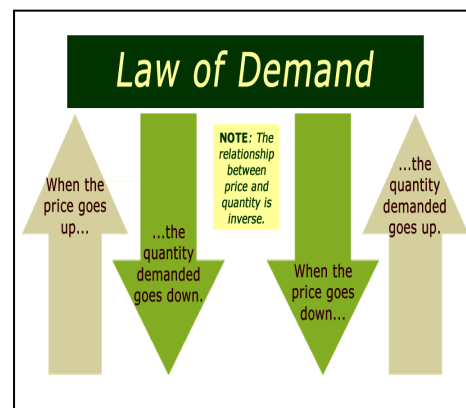 Law of Demand
When the
price goes
up...
...the
quantity
demanded
goes down.
NOTE: The
relationship
between
price and
quantity is
inverse.
When the
price goes
down...
...the
quantity
demanded
goes up.